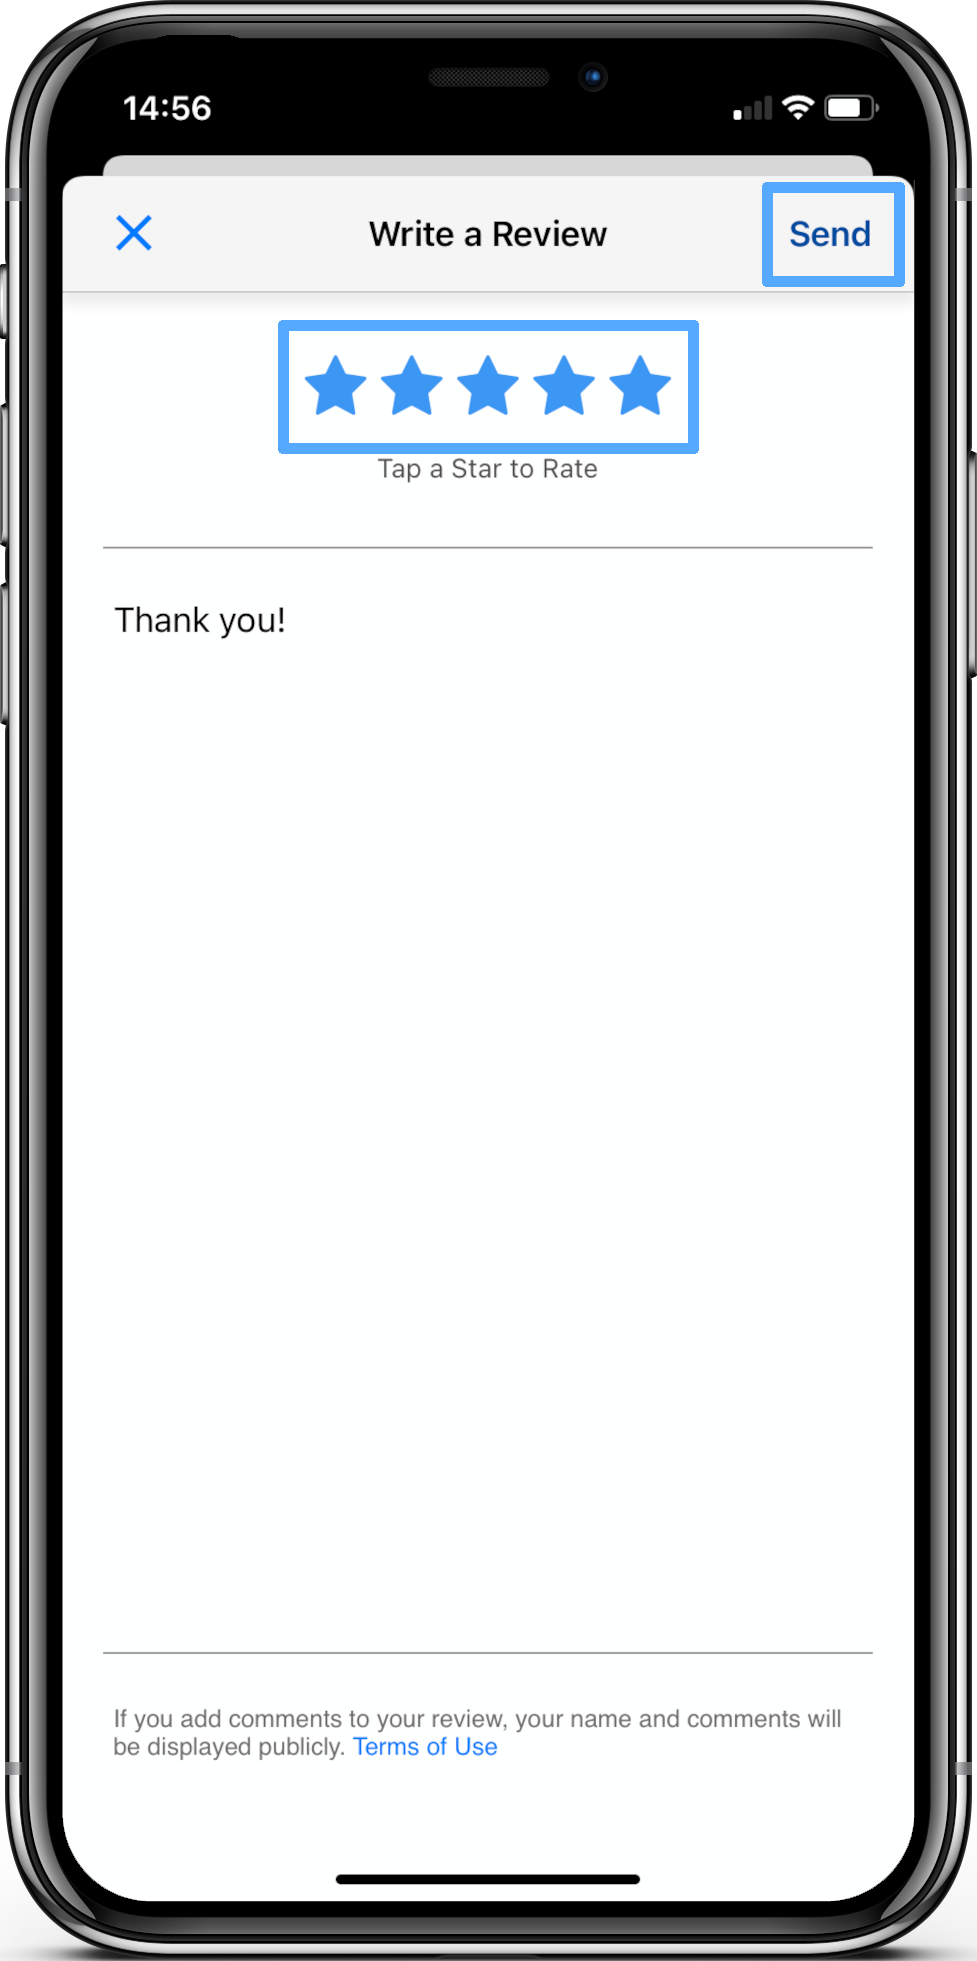 14:56
Write a Review
Send
Tap a Star to Rate
Thank you!
If you add comments to your review, your name and comments will
be displayed publicly. Terms of Use